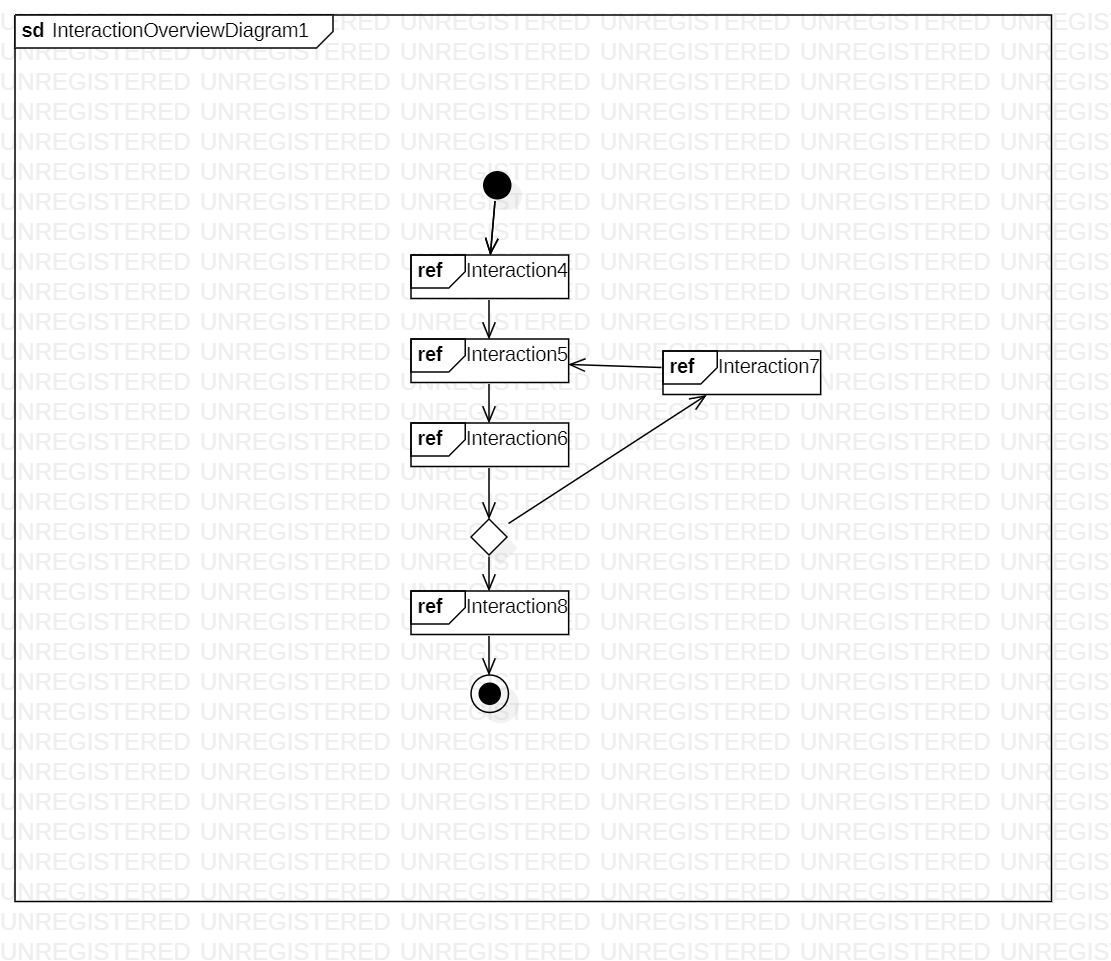 sd InteractionOverviewDiagram1
ref Interaction4
ref Interaction5
ref Interaction7
ref Interaction6
ref Interaction8
UNREGISTERED UNREGISTERED UNREGISTERED UNREGISTERED UNREGISTERED UNREGIS